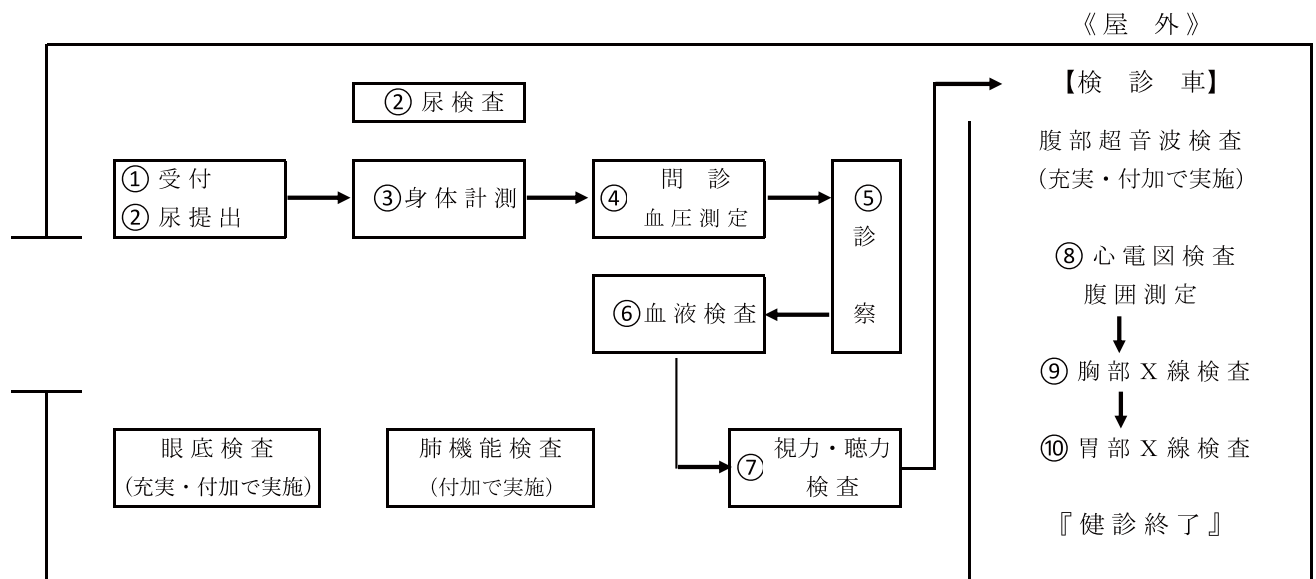 《屋 外》
【検 診 車】
②尿検査
腹部超音波検査
(充実・付加で実施)
①受付
②尿提出
③身体計測
④問 診
血圧測定
⑤診 察
⑥血液検査
⑧心電図検査
腹囲測定
⑨胸部X線検査
⑩胃部X線検査
眼底検査
(充実・付加で実施)
肺機能検査
(付加で実施)
⑦視力・聴力
検査
『健診終了』